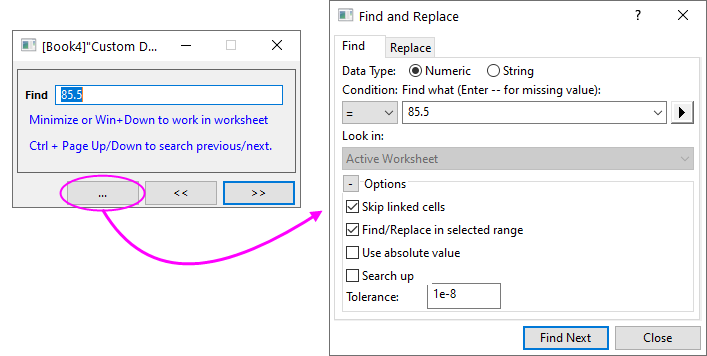 [Book4]"Custom D...
Find 85.5
Minimize or Win+Down to work in worksheet
Ctrl + Page Up/Down to search previous/next.
... << >>
Find and Replace
Find Replace
Data Type: Numeric String
Condition: Find what (Enter -- for missing value):
= 85.5
Look in:
Active Worksheet
- Options
Skip linked cells
Find/Replace in selected range
Use absolute value
Search up
Tolerance: 1e-8
Find Next Close